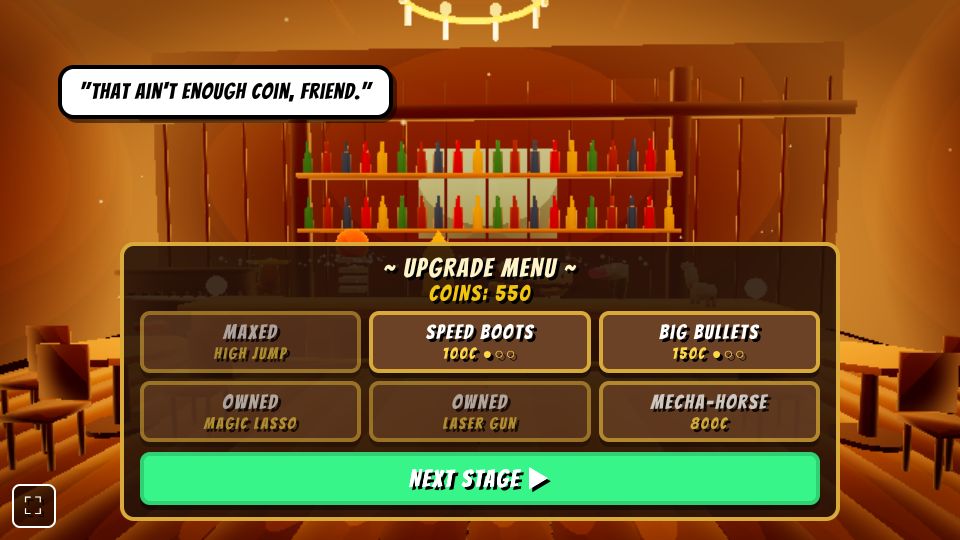 "THAT AIN'T ENOUGH COIN, FRIEND."
~ UPGRADE MENU ~
COINS: 550
MAXED
HIGH JUMP
SPEED BOOTS
100C ●○○
BIG BULLETS
150C ●○○
OWNED
MAGIC LASSO
OWNED
LASER GUN
MECHA-HORSE
800C
NEXT STAGE ▶